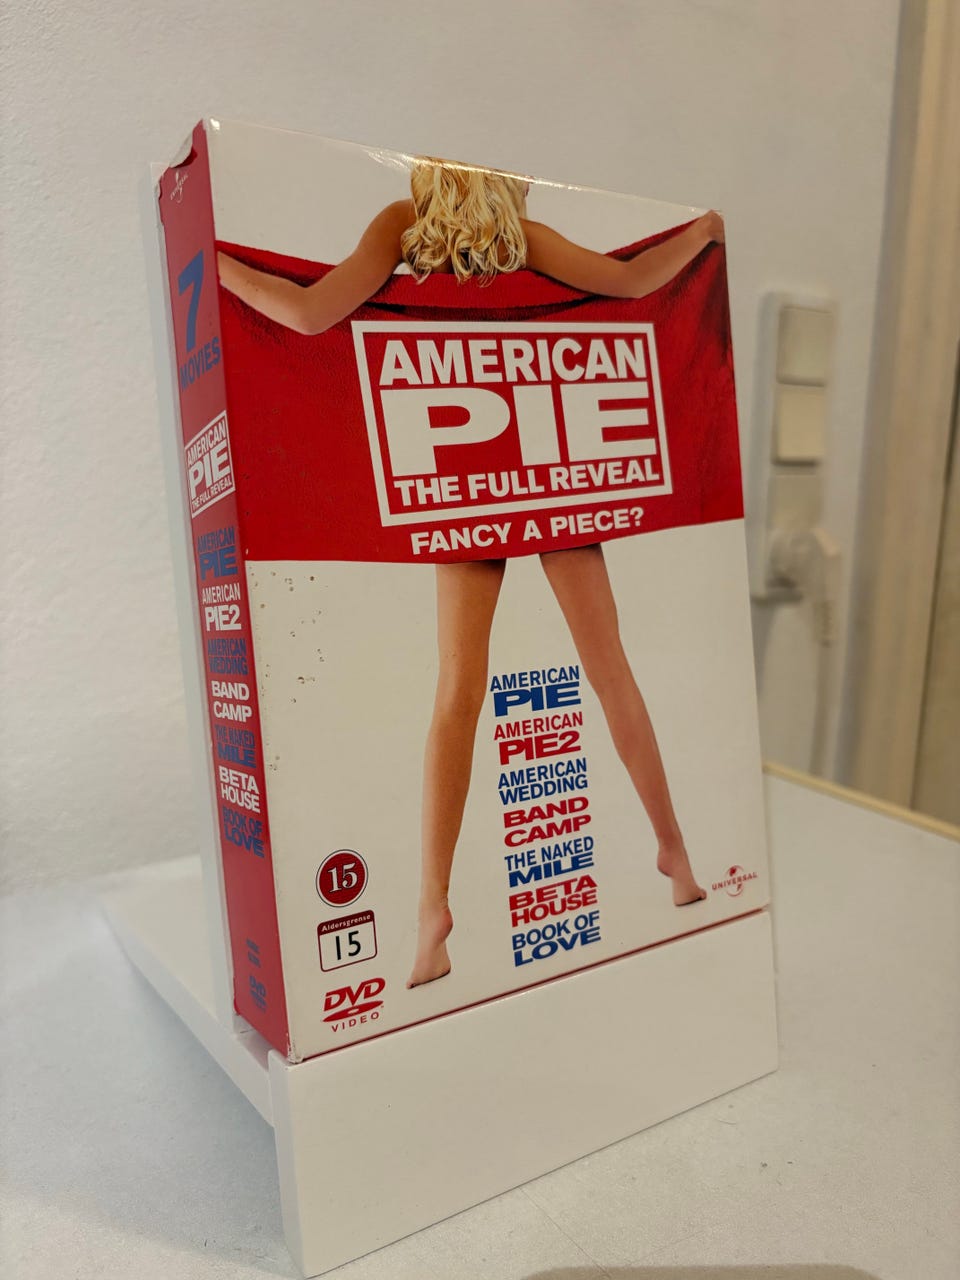 Universal
7
MOVIES
AMERICAN
PIE
THE FULL REVEAL
AMERICAN
PIE
AMERICAN
PIE2
AMERICAN
WEDDING
BAND
CAMP
THE NAKED
MILE
BETA
HOUSE
BOOK OF
LOVE
DVD
AMERICAN
PIE
THE FULL REVEAL
FANCY A PIECE?
AMERICAN
PIE
AMERICAN
PIE2
AMERICAN
WEDDING
BAND
CAMP
THE NAKED
MILE
BETA
HOUSE
BOOK OF
LOVE
15
Aldersgrense
15
DVD
VIDEO
UNIVERSAL